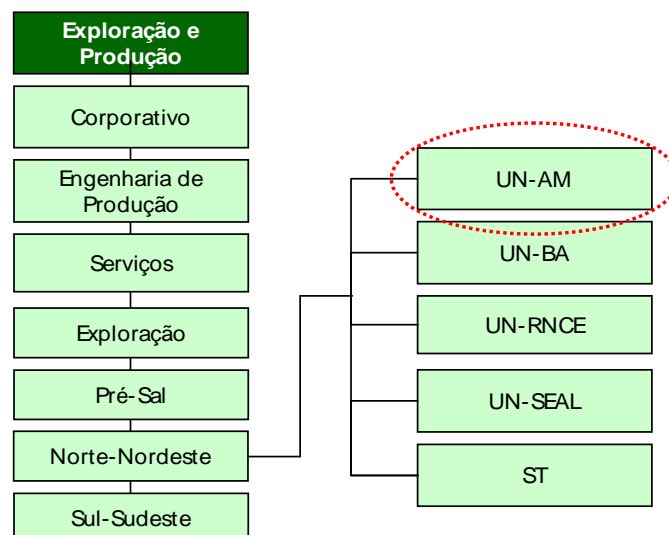 Exploração e
Produção
Corporativo
Engenharia de
Produção
Serviços
Exploração
Pré-Sal
Norte-Nordeste
Sul-Sudeste
UN-AM
UN-BA
UN-RNCE
UN-SEAL
ST